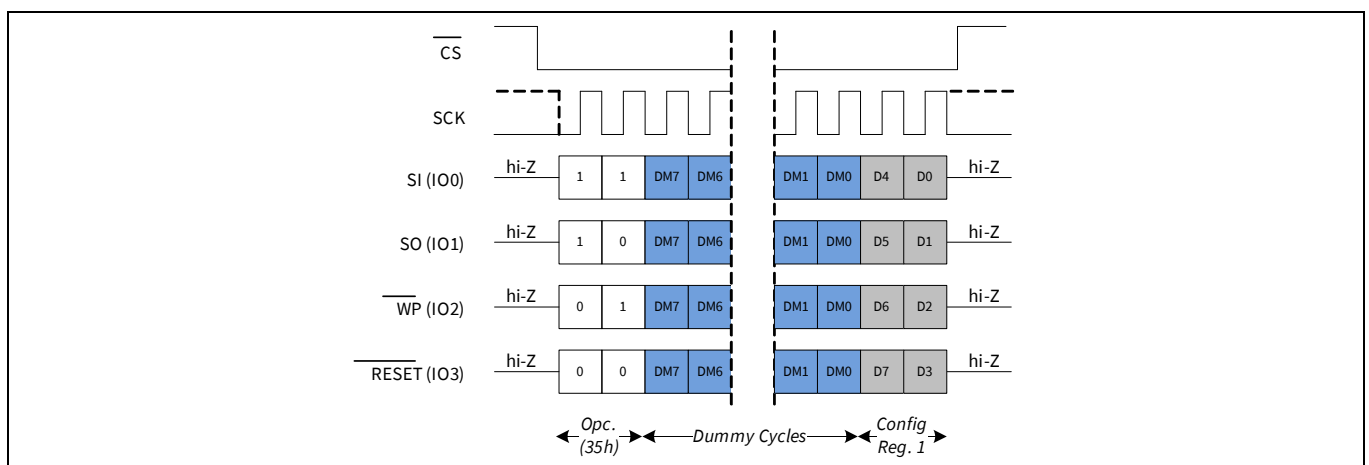 CS
SCK
SI (IO0) hi-Z 1 1 DM7 DM6 DM1 DM0 D4 D0 hi-Z
SO (IO1) hi-Z 1 0 DM7 DM6 DM1 DM0 D5 D1 hi-Z
WP (IO2) hi-Z 0 1 DM7 DM6 DM1 DM0 D6 D2 hi-Z
RESET (IO3) hi-Z 0 0 DM7 DM6 DM1 DM0 D7 D3 hi-Z
Opc.
(35h)
Dummy Cycles
Config
Reg. 1